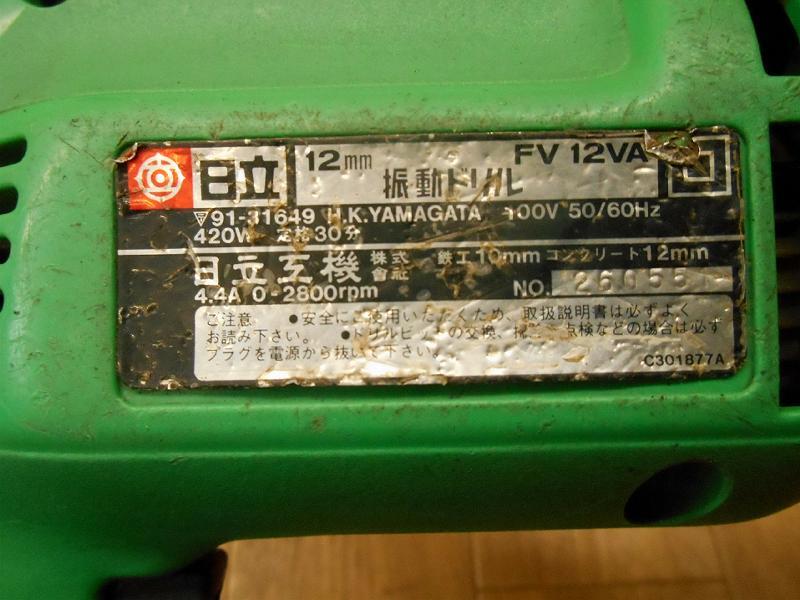 日立 12mm 振動ドリル FV 12VA
▽91-31649 H.K.YAMAGATA 100V 50/60Hz
420W 定格30分
日立工機 株式會社 鉄工10mm コンクリート12mm
4.4A 0-2800rpm NO. 260551
ご注意 ●安全にご使用いただくため、取扱説明書は必ずよく
お読み下さい。 ●ドリルビットの交換、点検などの場合は必ず
プラグを電源から抜いて下さい。
C301877A